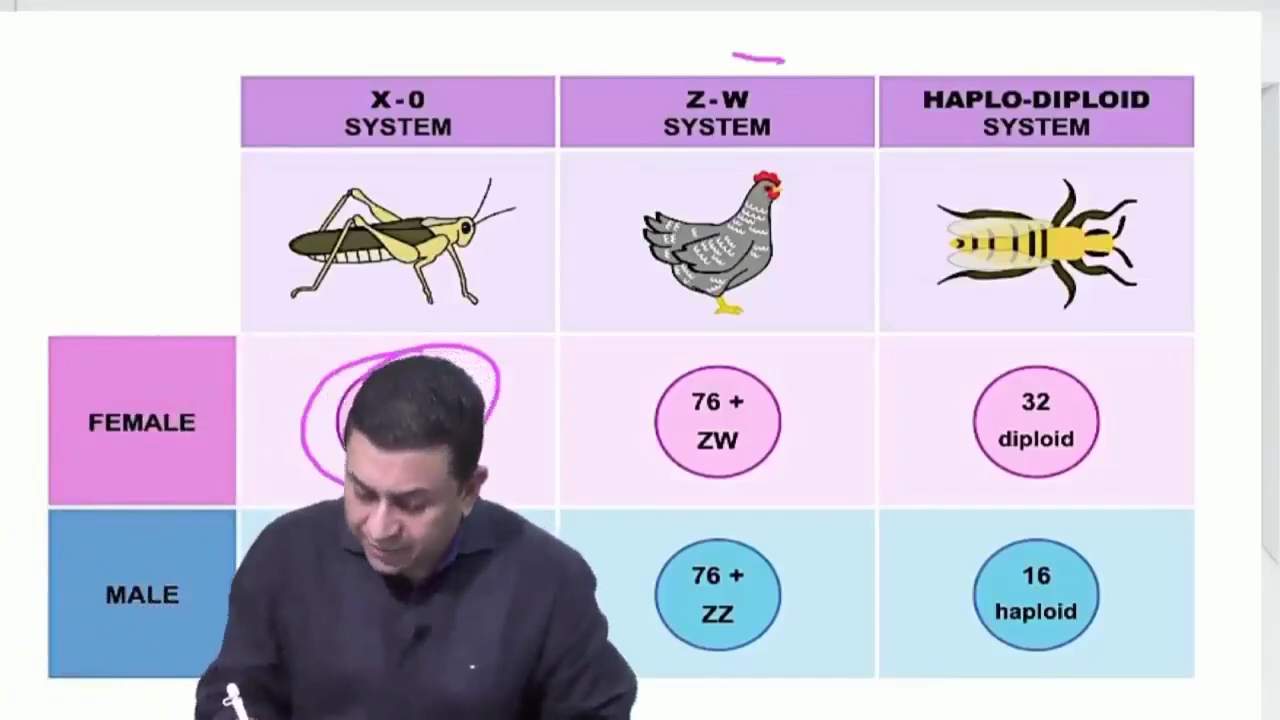 X - 0
SYSTEM
Z - W
SYSTEM
HAPLO-DIPLOID
SYSTEM
FEMALE
76 +
ZW
32
diploid
MALE
76 +
ZZ
16
haploid